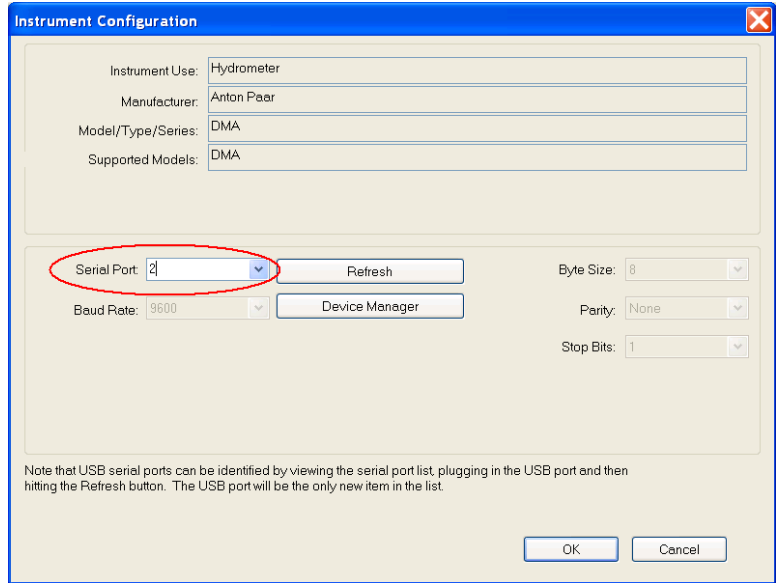 Instrument Configuration
Instrument Use: Hydrometer
Manufacturer: Anton Paar
Model/Type/Series: DMA
Supported Models: DMA
Serial Port: 2 Refresh Byte Size: 8
Baud Rate: 9600 Device Manager Parity: None
Stop Bits: 1
Note that USB serial ports can be identified by viewing the serial port list, plugging in the USB port and then
hitting the Refresh button. The USB port will be the only new item in the list.
OK Cancel